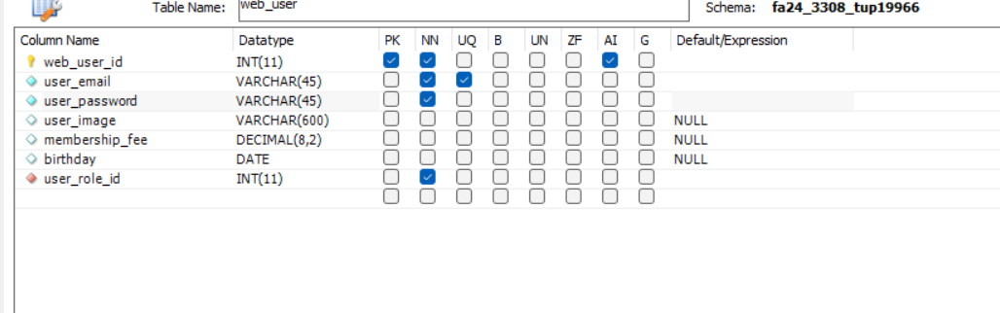 Table Name: web_user Schema: fa24_3308_tup19966
Column Name Datatype PK NN UQ B UN ZF AI G Default/Expression
web_user_id INT(11)
user_email VARCHAR(45)
user_password VARCHAR(45)
user_image VARCHAR(600) NULL
membership_fee DECIMAL(8,2) NULL
birthday DATE NULL
user_role_id INT(11)